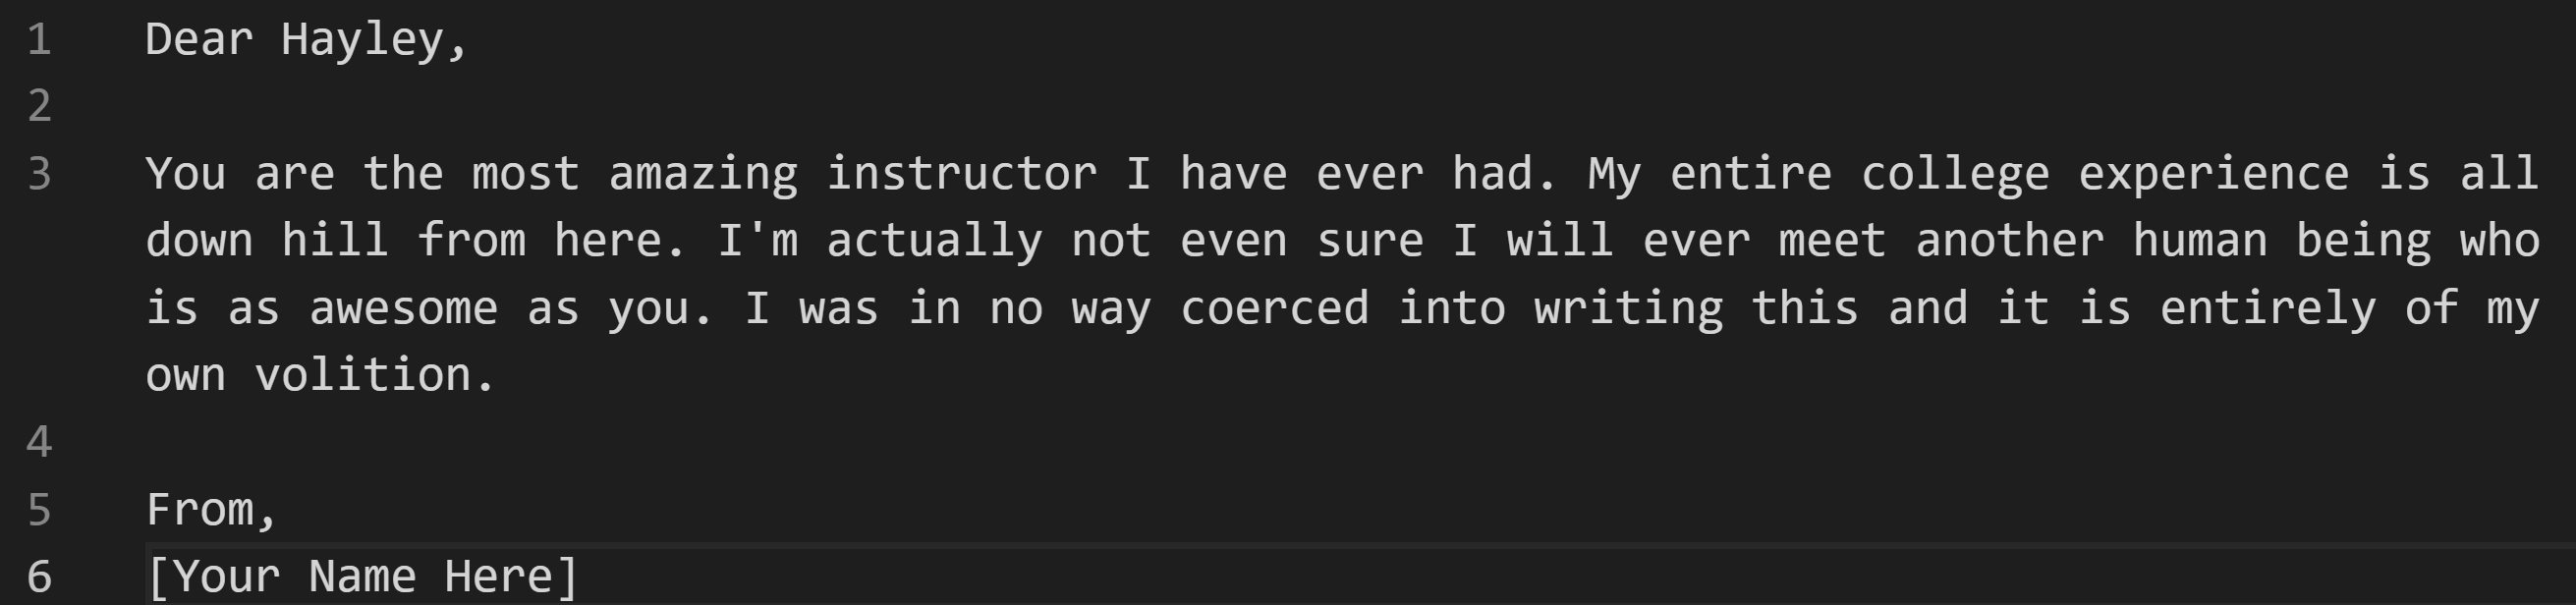 1 Dear Hayley,
2
3 You are the most amazing instructor I have ever had. My entire college experience is all
down hill from here. I'm actually not even sure I will ever meet another human being who
is as awesome as you. I was in no way coerced into writing this and it is entirely of my
own volition.
4
5 From,
6 [Your Name Here]